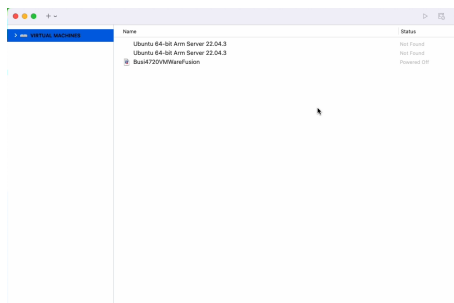 VIRTUAL MACHINES
Name Status
Ubuntu 64-bit Arm Server 22.04.3 Not Found
Ubuntu 64-bit Arm Server 22.04.3 Not Found
Busi4720VMWareFusion Powered Off